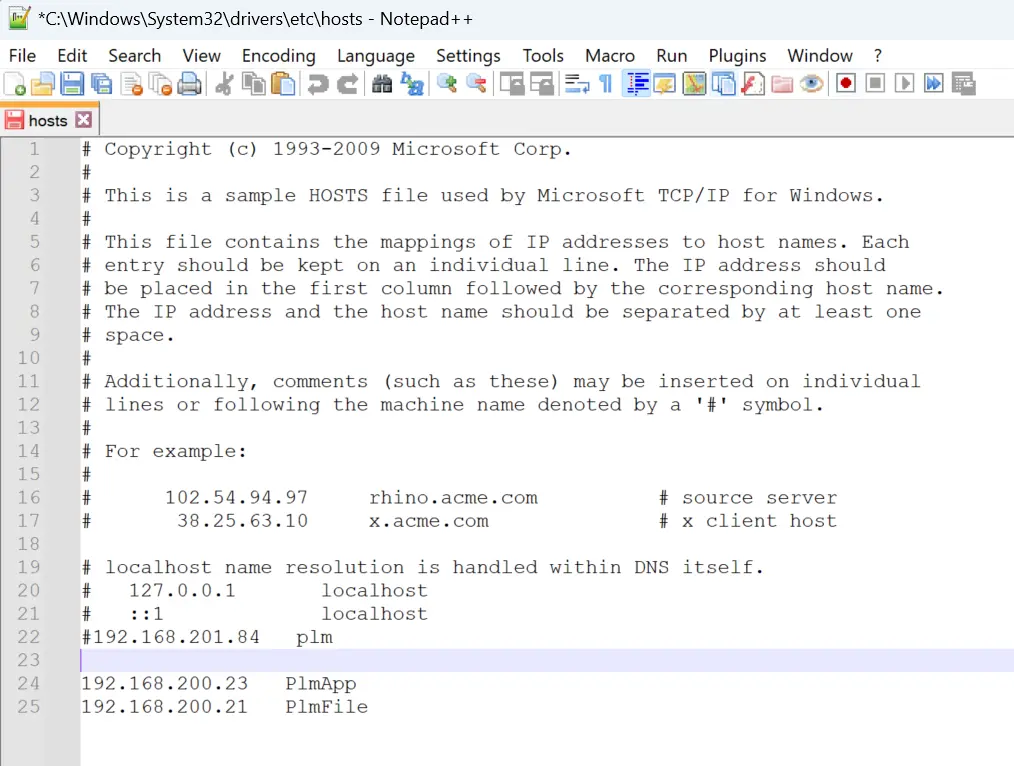 *C:\Windows\System32\drivers\etc\hosts - Notepad++
File Edit Search View Encoding Language Settings Tools Macro Run Plugins Window ?
hosts
1 # Copyright (c) 1993-2009 Microsoft Corp.
2 #
3 # This is a sample HOSTS file used by Microsoft TCP/IP for Windows.
4 #
5 # This file contains the mappings of IP addresses to host names. Each
6 # entry should be kept on an individual line. The IP address should
7 # be placed in the first column followed by the corresponding host name.
8 # The IP address and the host name should be separated by at least one
9 # space.
10 #
11 # Additionally, comments (such as these) may be inserted on individual
12 # lines or following the machine name denoted by a '#' symbol.
13 #
14 # For example:
15 #
16 #      102.54.94.97     rhino.acme.com          # source server
17 #       38.25.63.10     x.acme.com              # x client host
18
19 # localhost name resolution is handled within DNS itself.
20 #   127.0.0.1       localhost
21 #   ::1             localhost
22 #192.168.201.84   plm
23
24 192.168.200.23   PlmApp
25 192.168.200.21   PlmFile